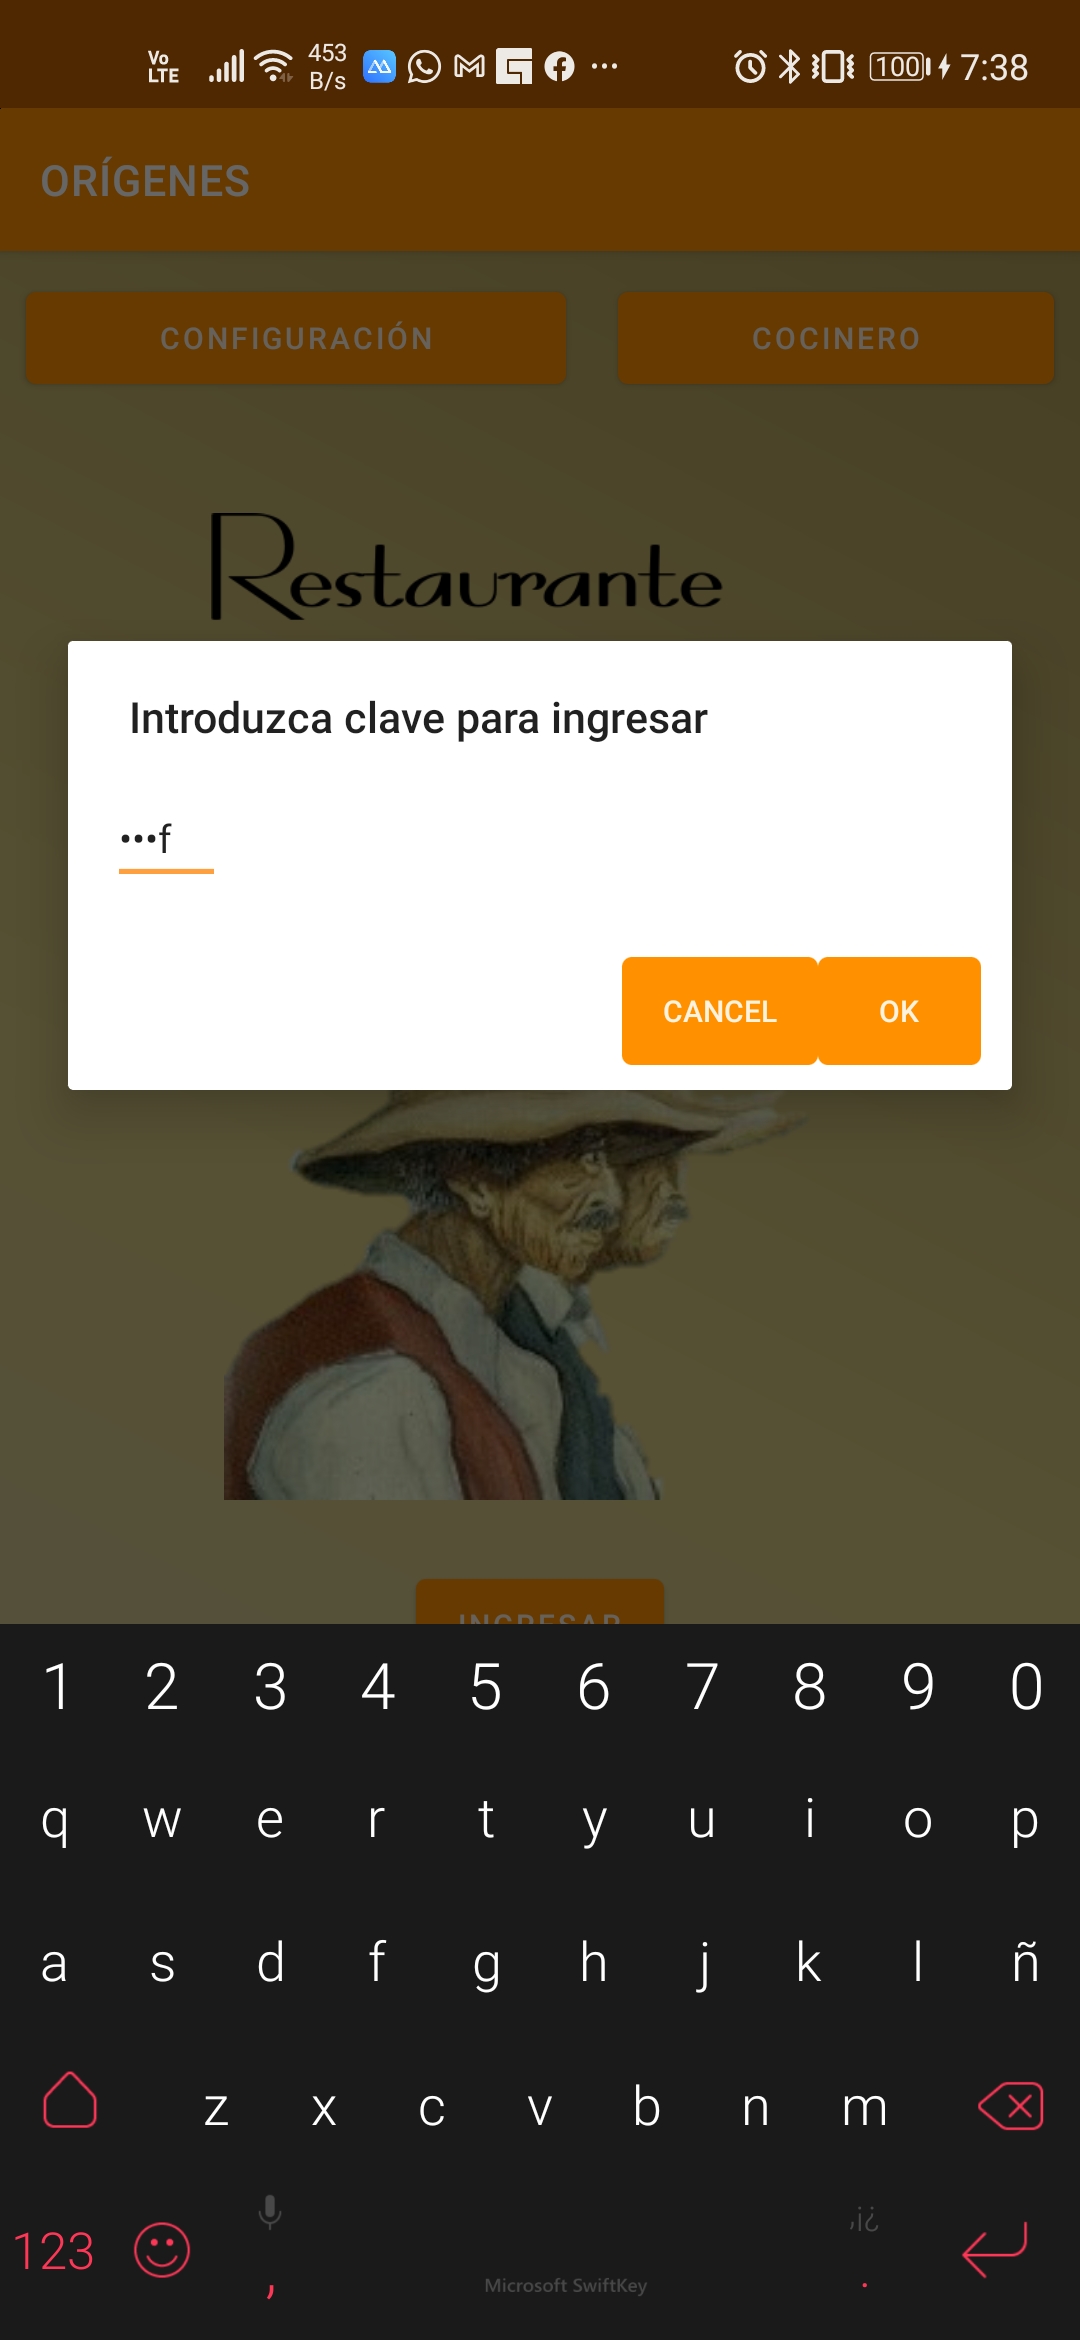 Vo
LTE
453
B/s
100
7:38
ORÍGENES
CONFIGURACIÓN
COCINERO
Restaurante
Introduzca clave para ingresar
•••f
CANCEL
OK
INGRESAR
1 2 3 4 5 6 7 8 9 0
q w e r t y u i o p
a s d f g h j k l ñ
z x c v b n m
123
,
Microsoft SwiftKey
,¡¿
.